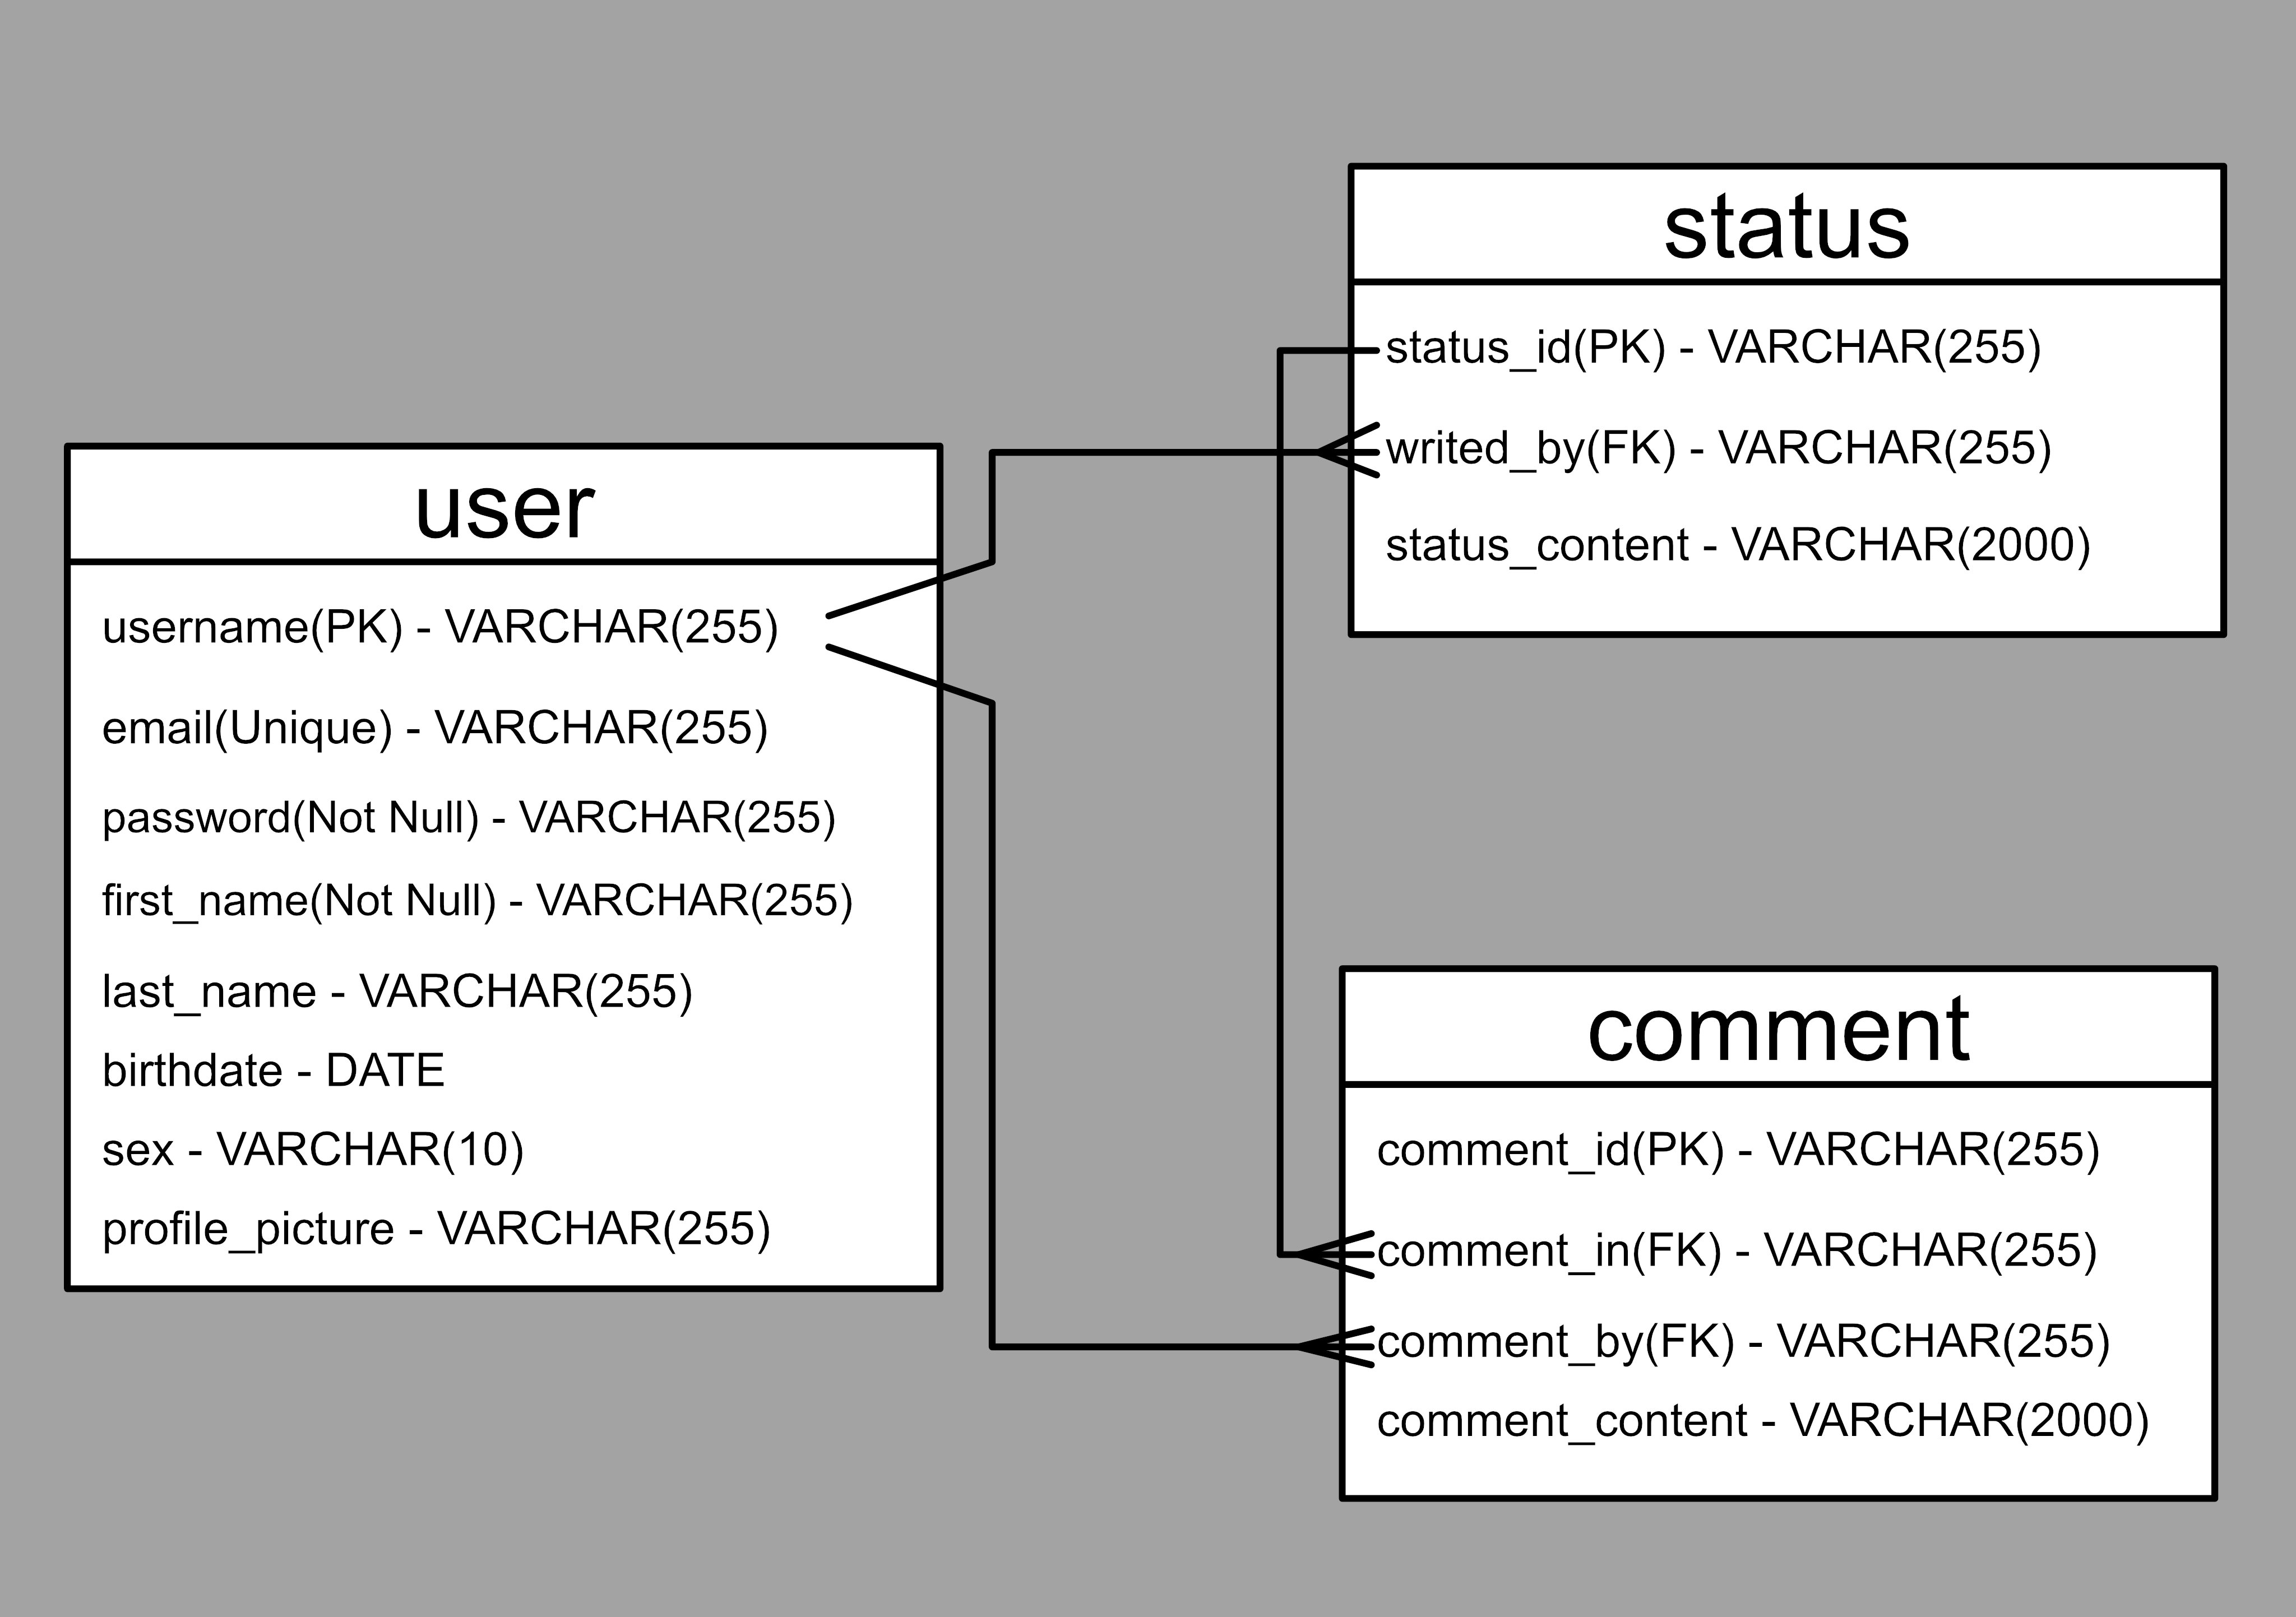 user
username(PK) - VARCHAR(255)
email(Unique) - VARCHAR(255)
password(Not Null) - VARCHAR(255)
first_name(Not Null) - VARCHAR(255)
last_name - VARCHAR(255)
birthdate - DATE
sex - VARCHAR(10)
profile_picture - VARCHAR(255)
status
status_id(PK) - VARCHAR(255)
writed_by(FK) - VARCHAR(255)
status_content - VARCHAR(2000)
comment
comment_id(PK) - VARCHAR(255)
comment_in(FK) - VARCHAR(255)
comment_by(FK) - VARCHAR(255)
comment_content - VARCHAR(2000)